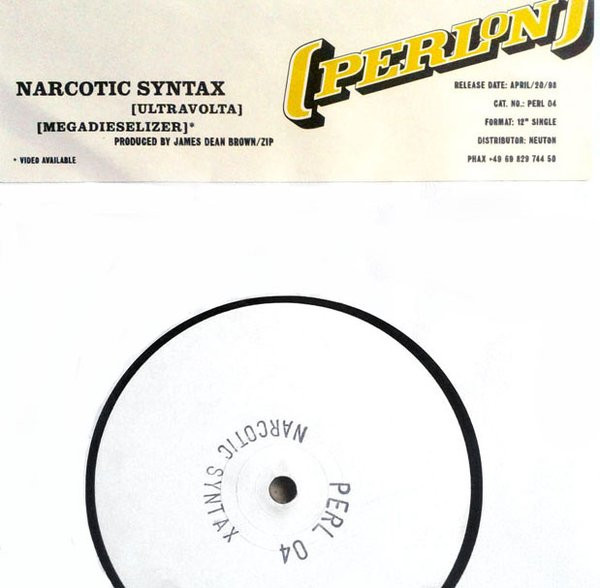 (PERLON)
NARCOTIC SYNTAX
[ULTRAVOLTA]
[MEGADIESELIZER]*
PRODUCED BY JAMES DEAN BROWN/ZIP
* VIDEO AVAILABLE
RELEASE DATE: APRIL/20/98
CAT. NO.: PERL 04
FORMAT: 12" SINGLE
DISTRIBUTOR: NEUTON
PHAX +49 69 829 744 50
NARCOTIC SYNTAX
PERL 04